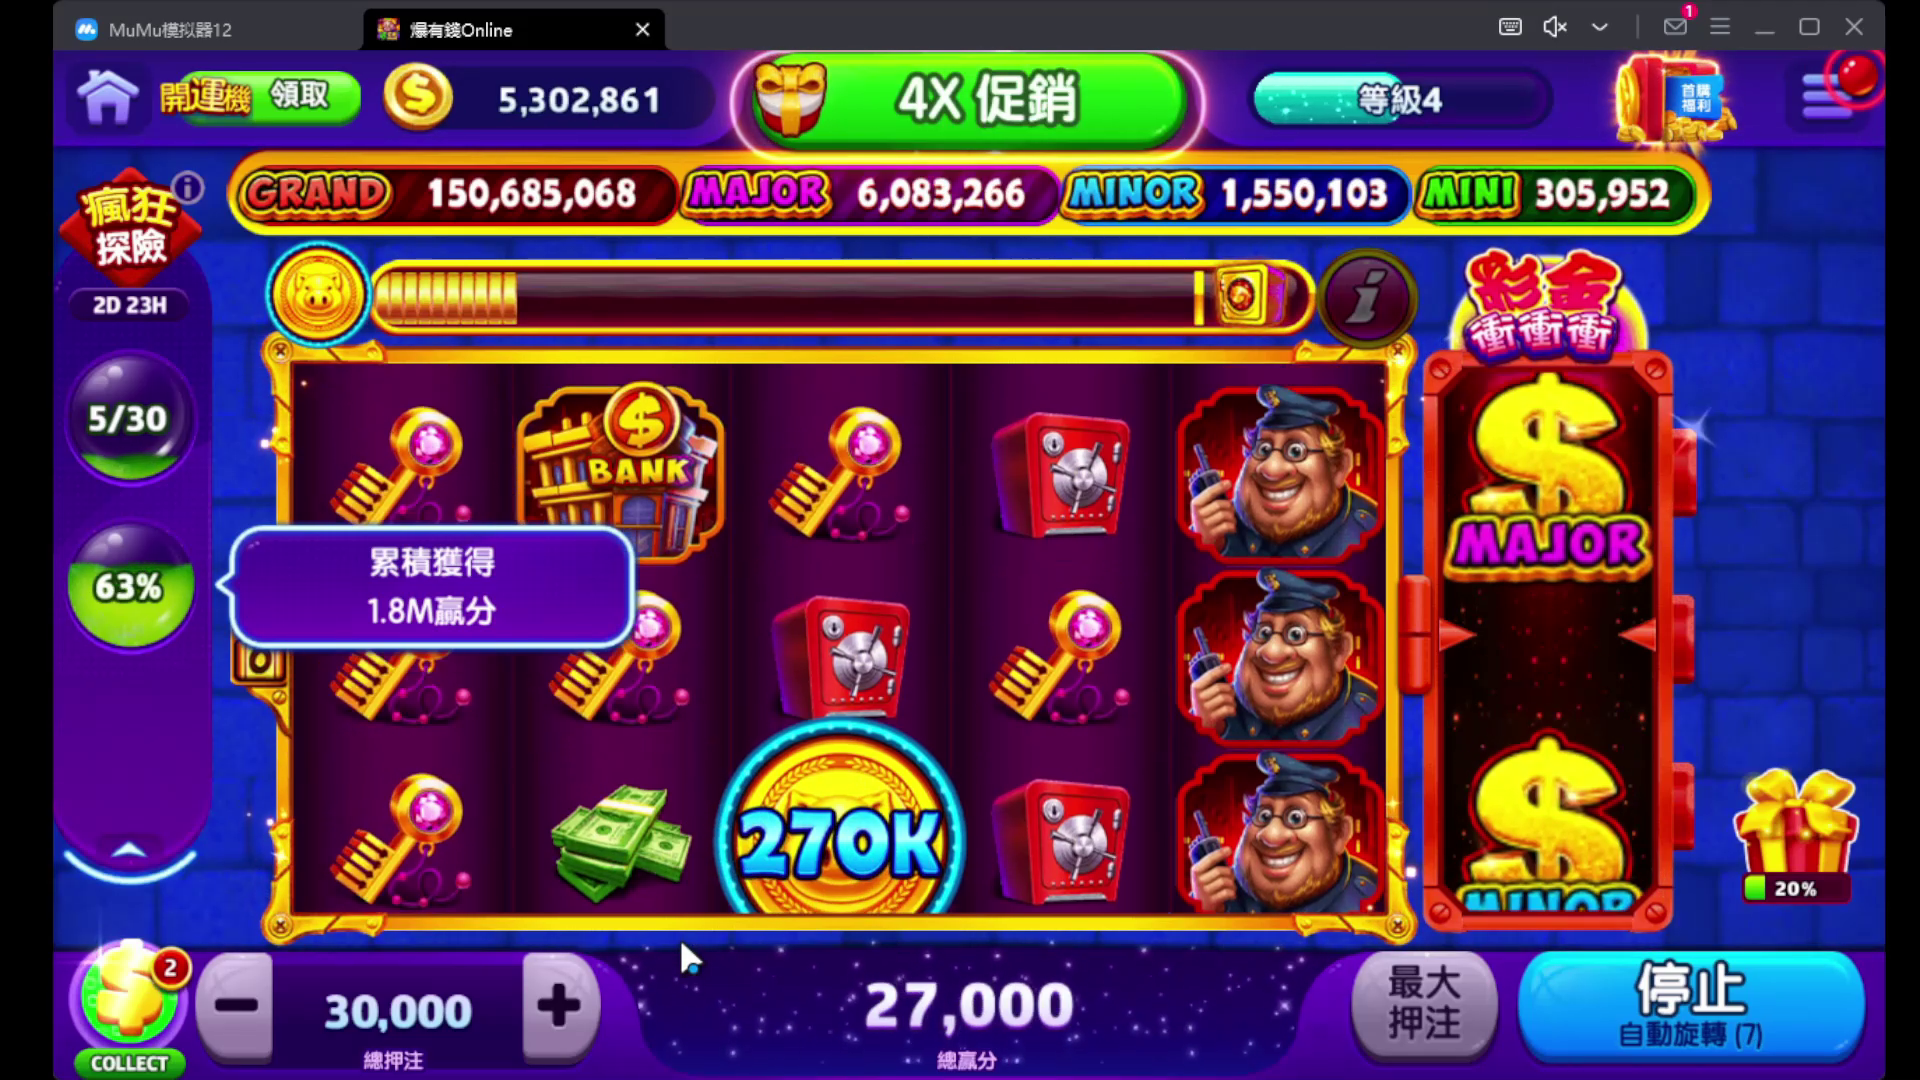 MuMu模拟器12
爆有錢Online
1
開運機 領取
5,302,861
4X 促銷
等級4
首購
福利
瘋狂
探險
2D 23H
GRAND 150,685,068
MAJOR 6,083,266
MINOR 1,550,103
MINI 305,952
彩金
衝衝衝
5/30
63%
累積獲得
1.8M贏分
BANK
270K
MAJOR
MINOR
20%
2
COLLECT
30,000
總押注
27,000
總贏分
最大
押注
停止
自動旋轉 (7)